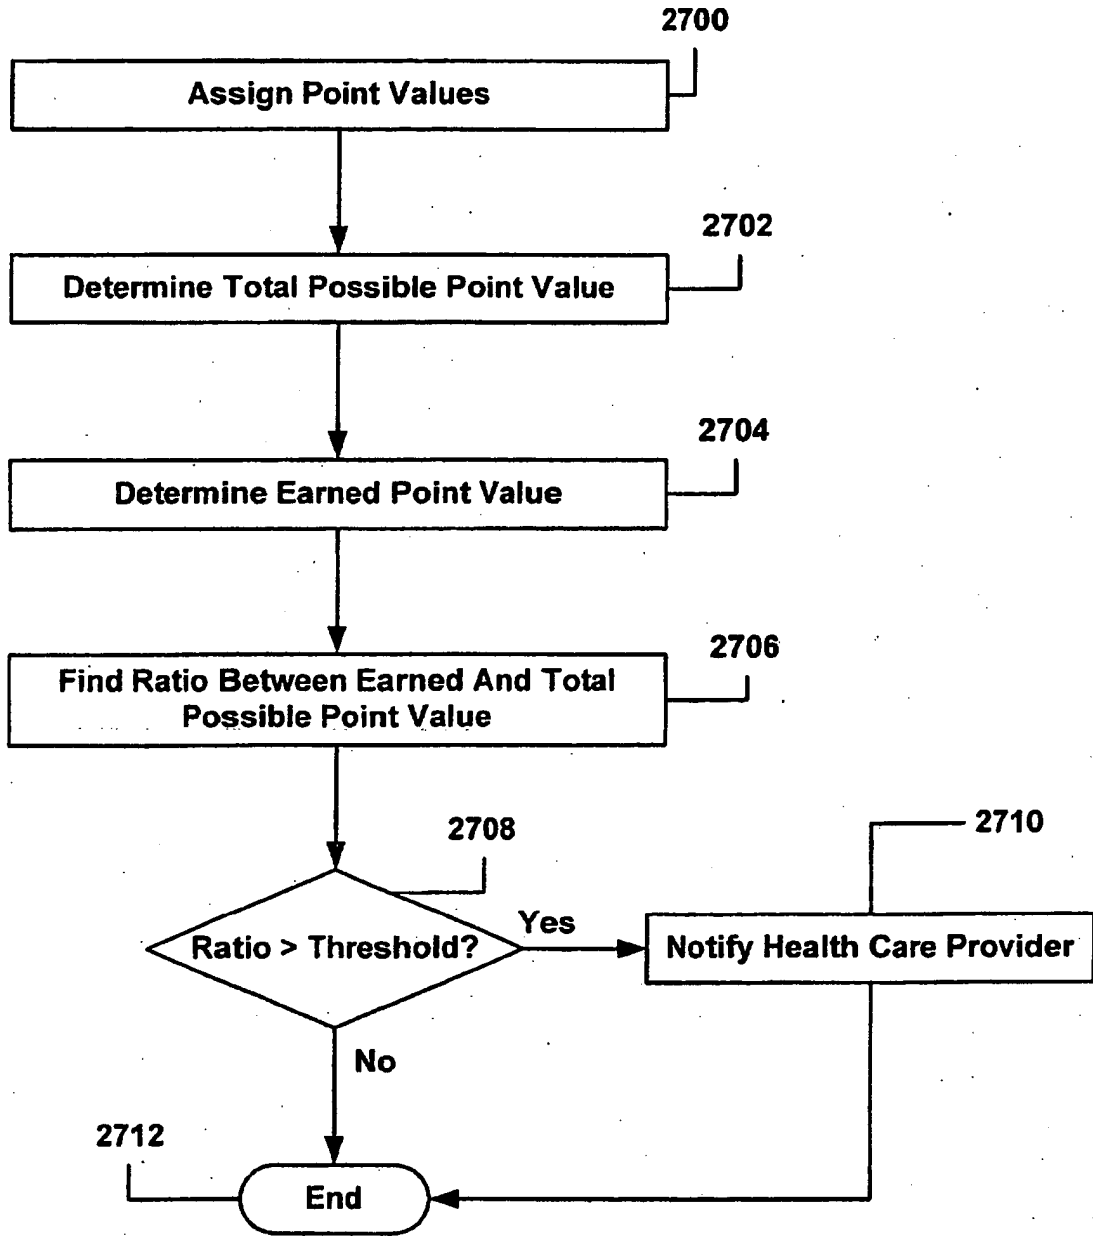 2700
Assign Point Values
2702
Determine Total Possible Point Value
2704
Determine Earned Point Value
2706
Find Ratio Between Earned And Total
Possible Point Value
2708
Ratio > Threshold?
Yes
2710
Notify Health Care Provider
No
2712
End